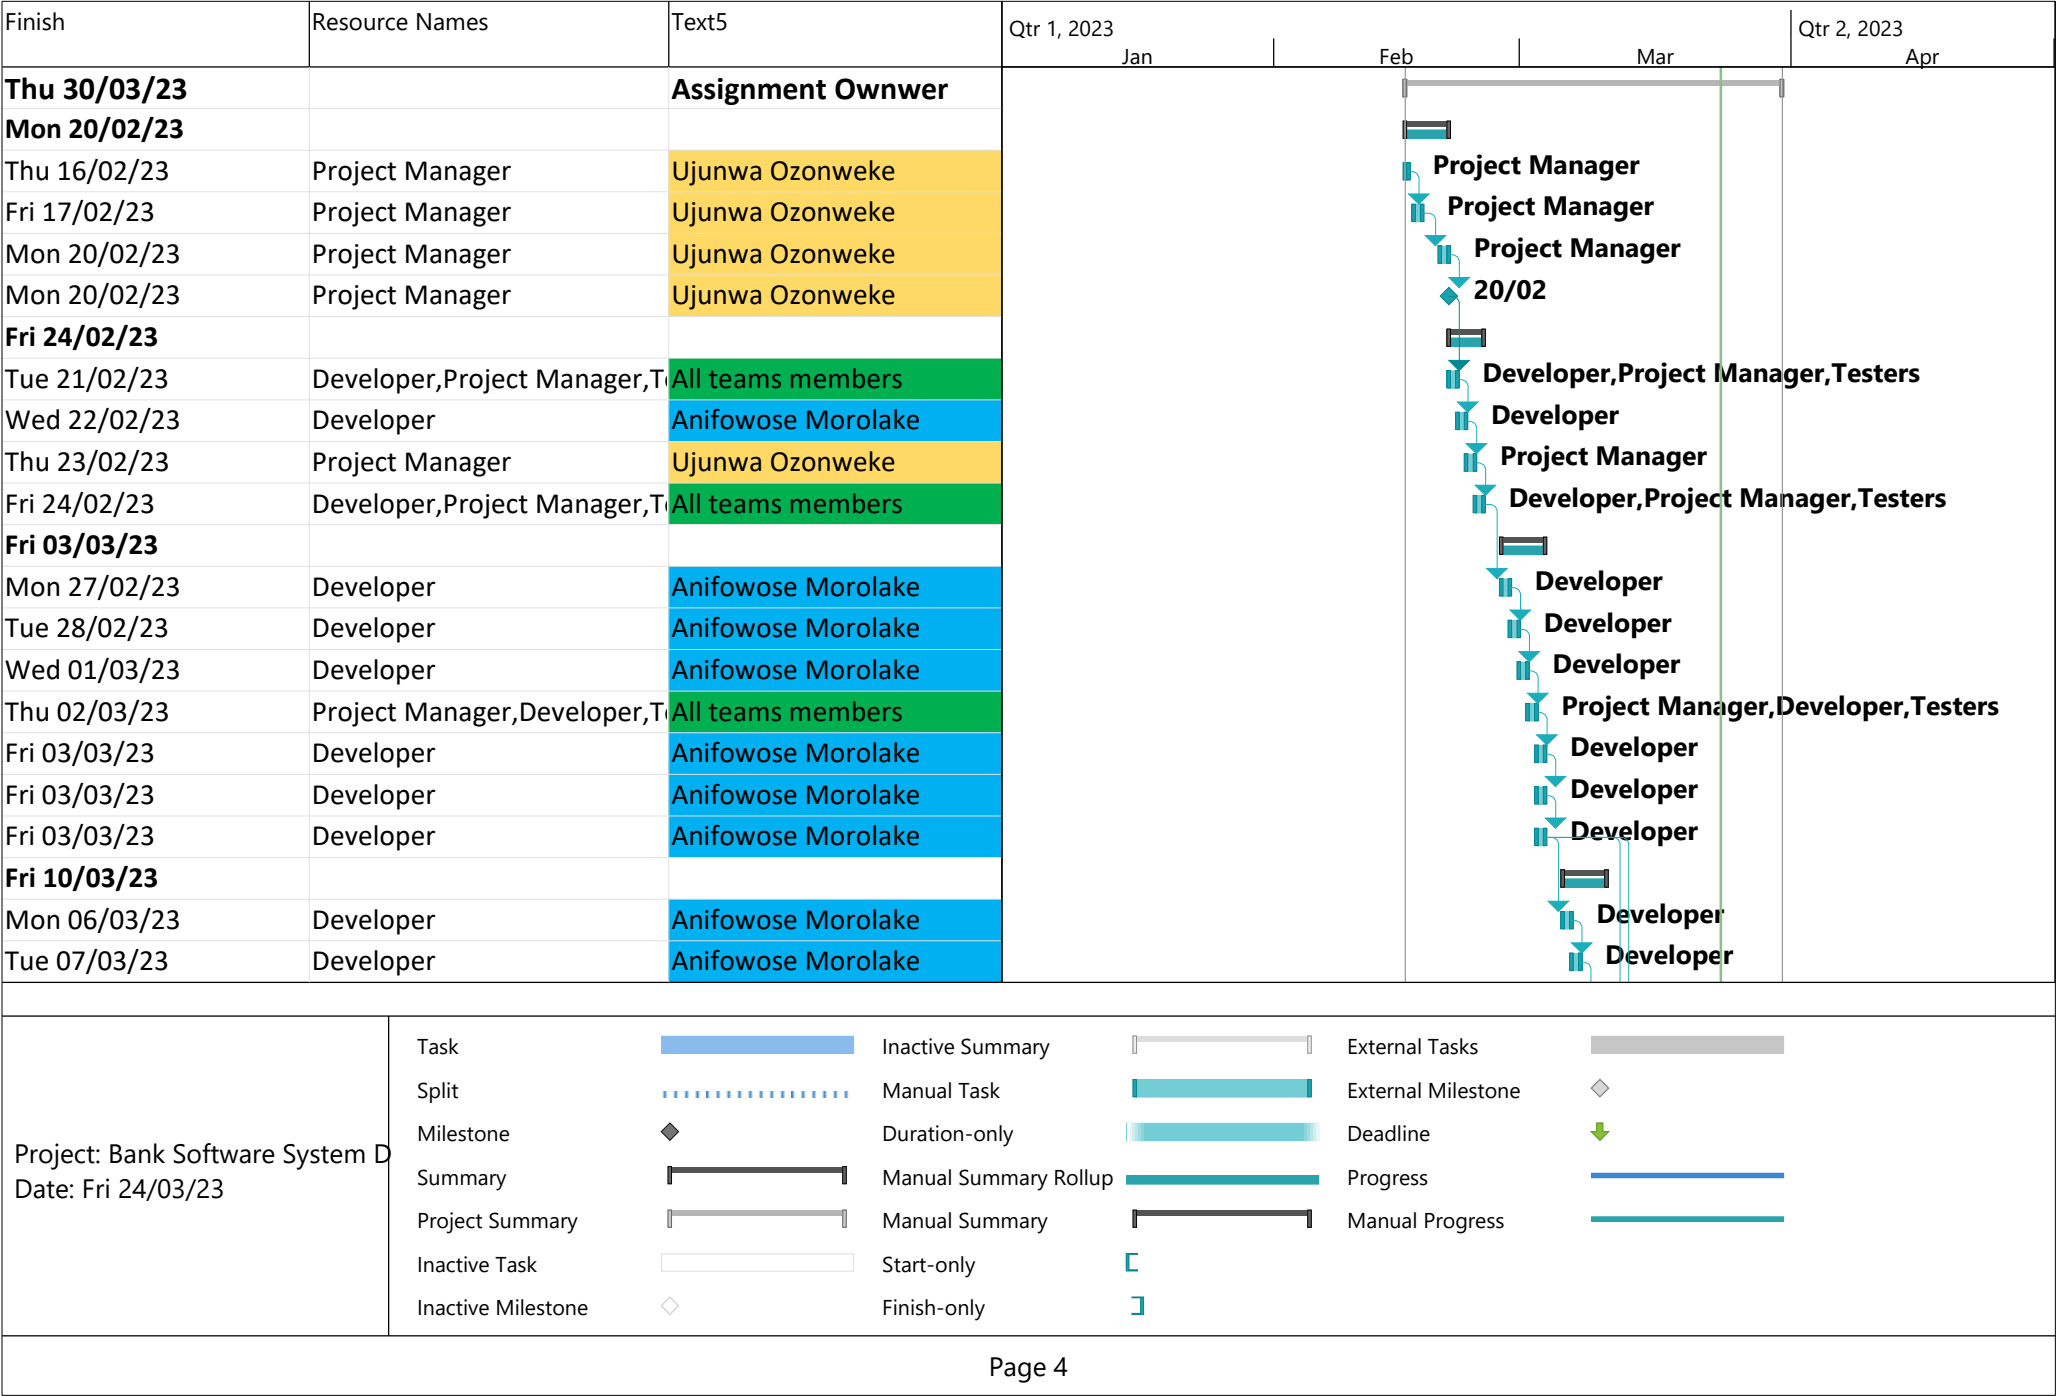 Finish Resource Names Text5 Qtr 1, 2023 Qtr 2, 2023
Jan Feb Mar Apr
Thu 30/03/23 Assignment Ownwer
Mon 20/02/23
Thu 16/02/23 Project Manager Ujunwa Ozonweke Project Manager
Fri 17/02/23 Project Manager Ujunwa Ozonweke Project Manager
Mon 20/02/23 Project Manager Ujunwa Ozonweke Project Manager
Mon 20/02/23 Project Manager Ujunwa Ozonweke 20/02
Fri 24/02/23
Tue 21/02/23 Developer,Project Manager,T All teams members Developer,Project Manager,Testers
Wed 22/02/23 Developer Anifowose Morolake Developer
Thu 23/02/23 Project Manager Ujunwa Ozonweke Project Manager
Fri 24/02/23 Developer,Project Manager,T All teams members Developer,Project Manager,Testers
Fri 03/03/23
Mon 27/02/23 Developer Anifowose Morolake Developer
Tue 28/02/23 Developer Anifowose Morolake Developer
Wed 01/03/23 Developer Anifowose Morolake Developer
Thu 02/03/23 Project Manager,Developer,T All teams members Project Manager,Developer,Testers
Fri 03/03/23 Developer Anifowose Morolake Developer
Fri 03/03/23 Developer Anifowose Morolake Developer
Fri 03/03/23 Developer Anifowose Morolake Developer
Fri 10/03/23
Mon 06/03/23 Developer Anifowose Morolake Developer
Tue 07/03/23 Developer Anifowose Morolake Developer
Project: Bank Software System D
Date: Fri 24/03/23
Task Inactive Summary External Tasks
Split Manual Task External Milestone
Milestone Duration-only Deadline
Summary Manual Summary Rollup Progress
Project Summary Manual Summary Manual Progress
Inactive Task Start-only
Inactive Milestone Finish-only
Page 4